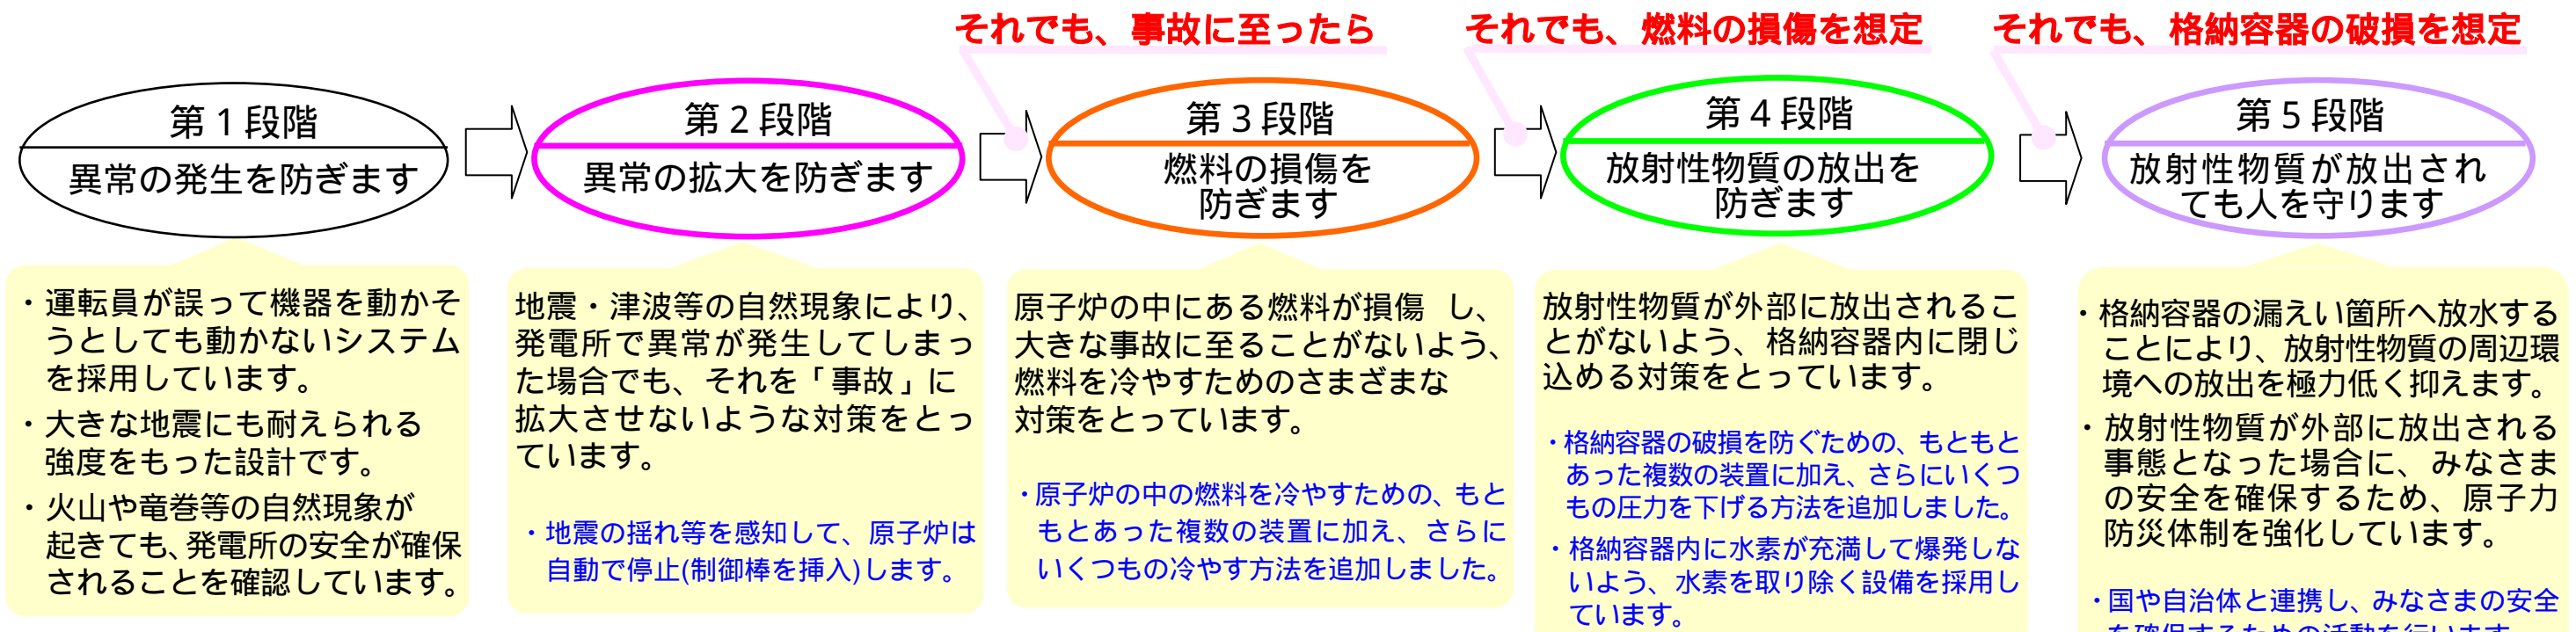 それでも、事故に至ったら
それでも、燃料の損傷を想定
それでも、格納容器の破損を想定
第1段階
異常の発生を防ぎます
第2段階
異常の拡大を防ぎます
第3段階
燃料の損傷を
防ぎます
第4段階
放射性物質の放出を
防ぎます
第5段階
放射性物質が放出され
ても人を守ります
・運転員が誤って機器を動かそ
うとしても動かないシステム
を採用しています。
・大きな地震にも耐えられる
強度をもった設計です。
・火山や竜巻等の自然現象が
起きても、発電所の安全が確保
されることを確認しています。
地震・津波等の自然現象により、
発電所で異常が発生してしまっ
た場合でも、それを「事故」に
拡大させないような対策をとっ
ています。
・地震の揺れ等を感知して、原子炉は
自動で停止(制御棒を挿入)します。
原子炉の中にある燃料が損傷 し、
大きな事故に至ることがないよう、
燃料を冷やすためのさまざまな
対策をとっています。
・原子炉の中の燃料を冷やすための、もと
もとあった複数の装置に加え、さらに
いくつもの冷やす方法を追加しました。
放射性物質が外部に放出されるこ
とがないよう、格納容器内に閉じ
込める対策をとっています。
・格納容器の破損を防ぐための、もともと
あった複数の装置に加え、さらにいくつ
もの圧力を下げる方法を追加しました。
・格納容器内に水素が充満して爆発しな
いよう、水素を取り除く設備を採用し
ています。
・格納容器の漏えい箇所へ放水する
ことにより、放射性物質の周辺環
境への放出を極力低く抑えます。
・放射性物質が外部に放出される
事態となった場合に、みなさま
の安全を確保するため、原子力
防災体制を強化しています。
・国や自治体と連携し、みなさまの安全
を確保するための活動を行います